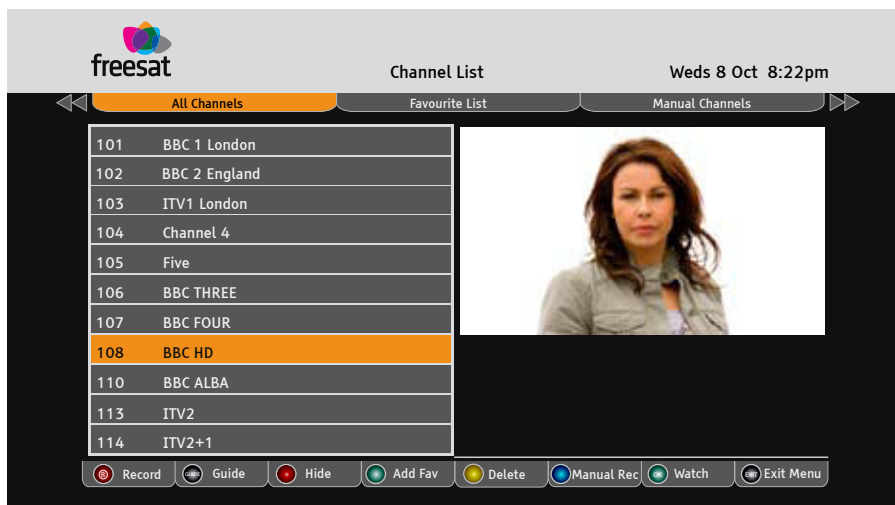 freesat
Channel List
Weds 8 Oct 8:22pm
All Channels
Favourite List
Manual Channels
101 BBC 1 London
102 BBC 2 England
103 ITV1 London
104 Channel 4
105 Five
106 BBC THREE
107 BBC FOUR
108 BBC HD
110 BBC ALBA
113 ITV2
114 ITV2+1
R Record GUIDE Guide Hide Add Fav Delete Manual Rec OK Watch EXIT Exit Menu